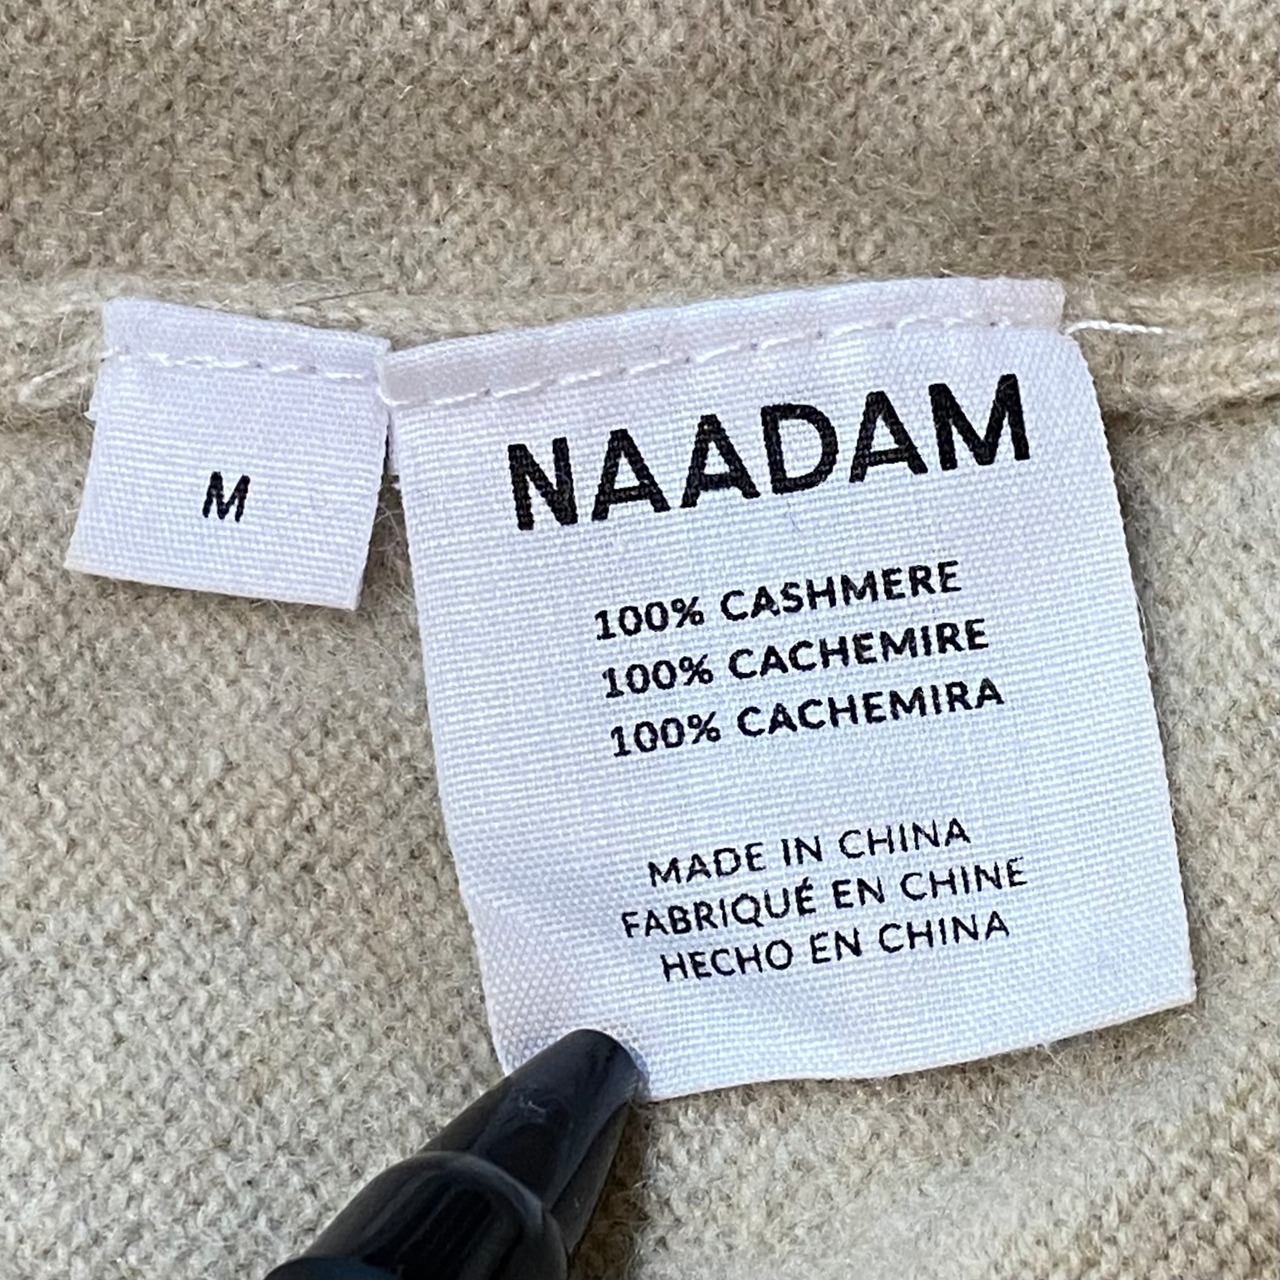 M
NAADAM
100% CASHMERE
100% CACHEMIRE
100% CACHEMIRA
MADE IN CHINA
FABRIQUÉ EN CHINE
HECHO EN CHINA